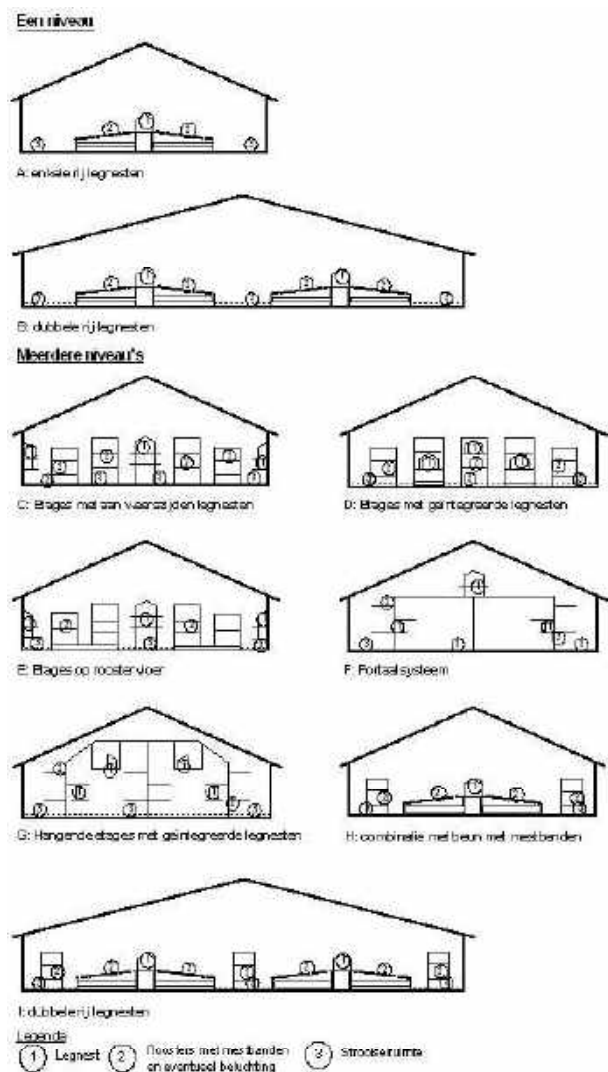 Een niveau
A: enkele rij legnesten
B: dubbele rij legnesten
Meerdere niveau's
C: Etages met aan weerszijden legnesten
D: Etages met geïntegreerde legnesten
E: Etages op roostervloer
F: Portaalsysteem
G: Hangende etages met geïntegreerde legnesten
H: combinatie met beun met mestbanden
I: dubbele rij legnesten
Legenda
1 Legnest 2 Roosters met mestbanden en eventueel beluchting 3 Strooiselruimte